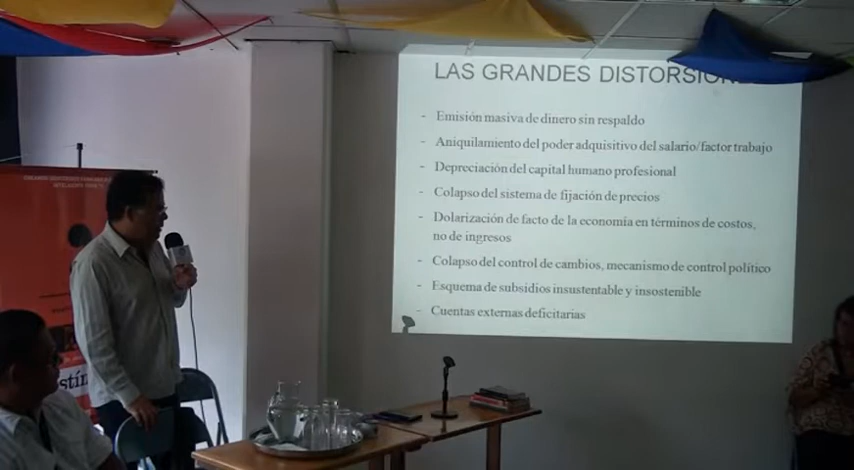 LAS GRANDES
- Emisión masiva de dinero sin respaldo
- Aniquilamiento del poder adquisitivo del salario/factor trabajo
- Depreciación del capital humano profesional
- Colapso del sistema de fijación de precios
- Dolarización de facto de la economía en términos de costos,
no de ingresos
- Colapso del control de cambios, mecanismo de control político
- Esquema de subsidios insustentable y insostenible
- Cuentas externas deficitarias